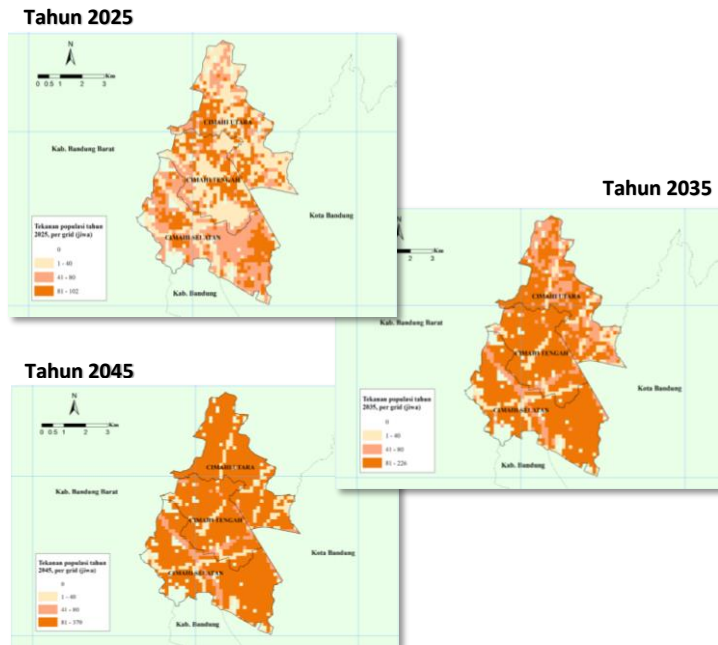 Tahun 2025
N
0 0.5 1 2 3 Km
CIMAHI UTARA
Kab. Bandung Barat
CIMAHI TENGAH
Kota Bandung
Tekanan populasi tahun
2025, per grid (jiwa)
0
1 - 40
41 - 80
81 - 102
CIMAHI SELATAN
Kab. Bandung
Tahun 2035
N
2 3 Km
CIMAHI UTARA
Kab. Bandung Barat
CIMAHI TENGAH
Kota Bandung
Tekanan populasi tahun
2035, per grid (jiwa)
0
1 - 40
41 - 80
81 - 226
CIMAHI SELATAN
Kab. Bandung
Tahun 2045
N
0 0.5 1 2 3 Km
CIMAHI UTARA
Kab. Bandung Barat
CIMAHI TENGAH
Kota Bandung
Tekanan populasi tahun
2045, per grid (jiwa)
0
1 - 40
41 - 80
81 - 370
CIMAHI SELATAN
Kab. Bandung